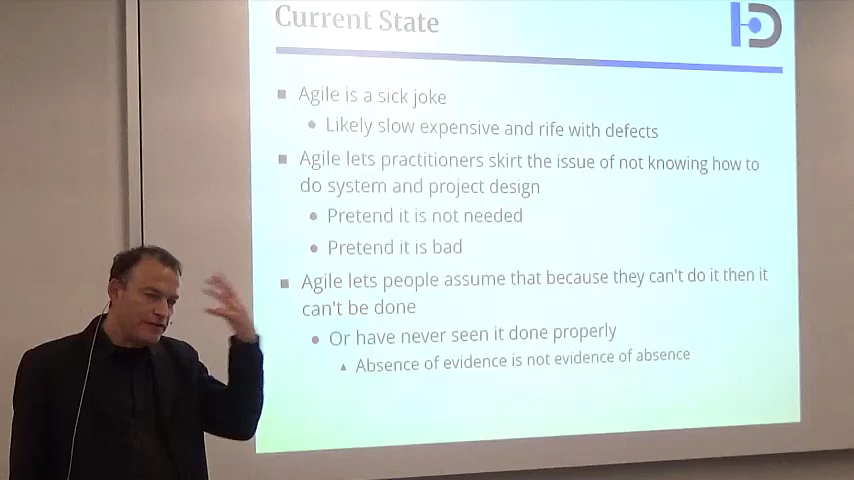 Current State
Agile is a sick joke
Likely slow expensive and rife with defects
Agile lets practitioners skirt the issue of not knowing how to
do system and project design
Pretend it is not needed
Pretend it is bad
Agile lets people assume that because they can't do it then it
can't be done
Or have never seen it done properly
Absence of evidence is not evidence of absence